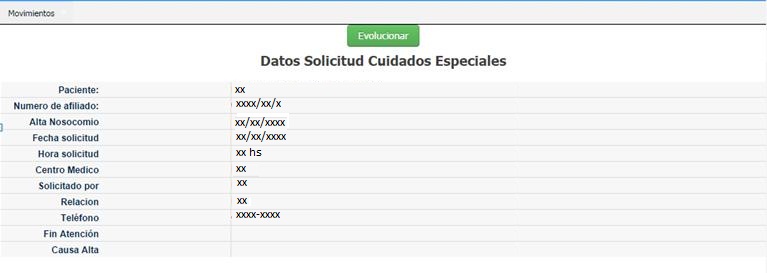 Movimientos
Evolucionar
Datos Solicitud Cuidados Especiales
Paciente: xx
Numero de afiliado: xxxx/xx/x
Alta Nosocomio xx/xx/xxxx
Fecha solicitud xx/xx/xxxx
Hora solicitud xx hs
Centro Medico xx
Solicitado por xx
Relacion xx
Teléfono xxxx-xxxx
Fin Atención
Causa Alta